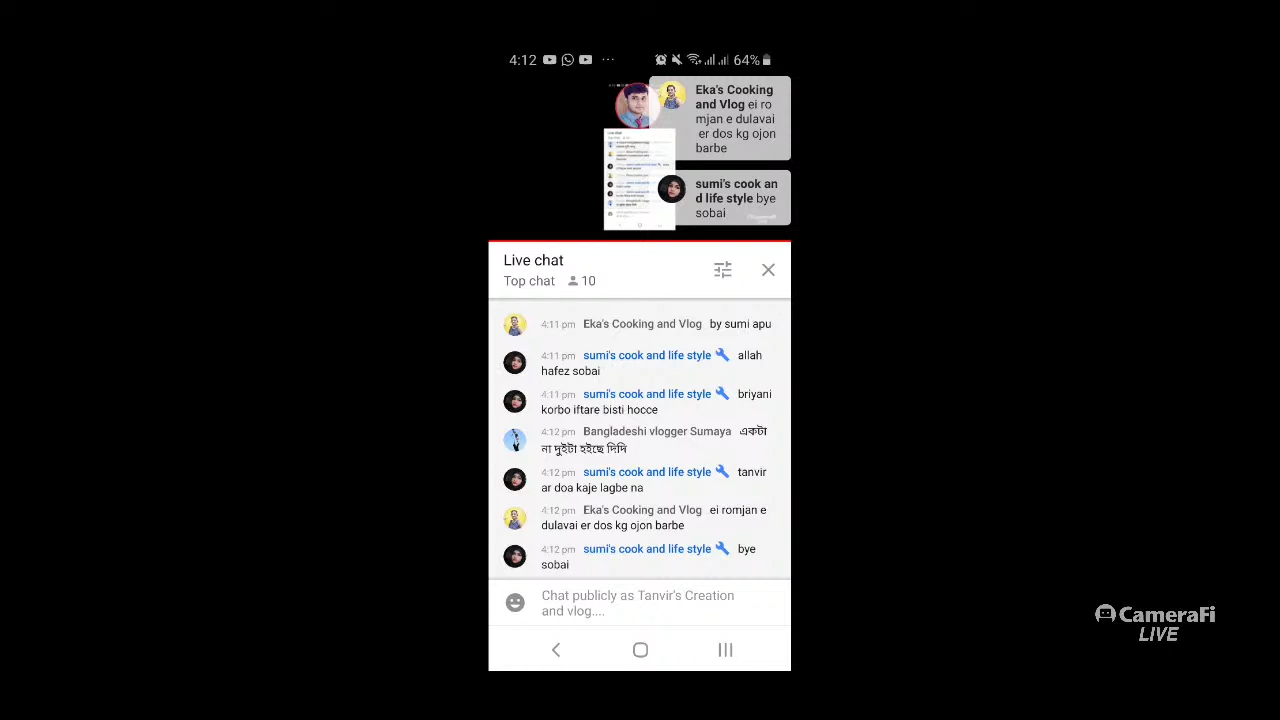 4:12 ... 64%
Eka's Cooking
and Vlog ei ro
mjan e dulavai
er dos kg ojon
barbe
sumi's cook an
d life style bye
sobai
Live chat
Top chat 10
4:11 pm Eka's Cooking and Vlog by sumi apu
4:11 pm sumi's cook and life style allah
hafez sobai
4:11 pm sumi's cook and life style briyani
korbo iftare bisti hocce
4:12 pm Bangladeshi vlogger Sumaya একটা
না দুইটা হইছে দিদি
4:12 pm sumi's cook and life style tanvir
ar doa kaje lagbe na
4:12 pm Eka's Cooking and Vlog ei romjan e
dulavai er dos kg ojon barbe
4:12 pm sumi's cook and life style bye
sobai
Chat publicly as Tanvir's Creation
and vlog....
CameraFi
LIVE